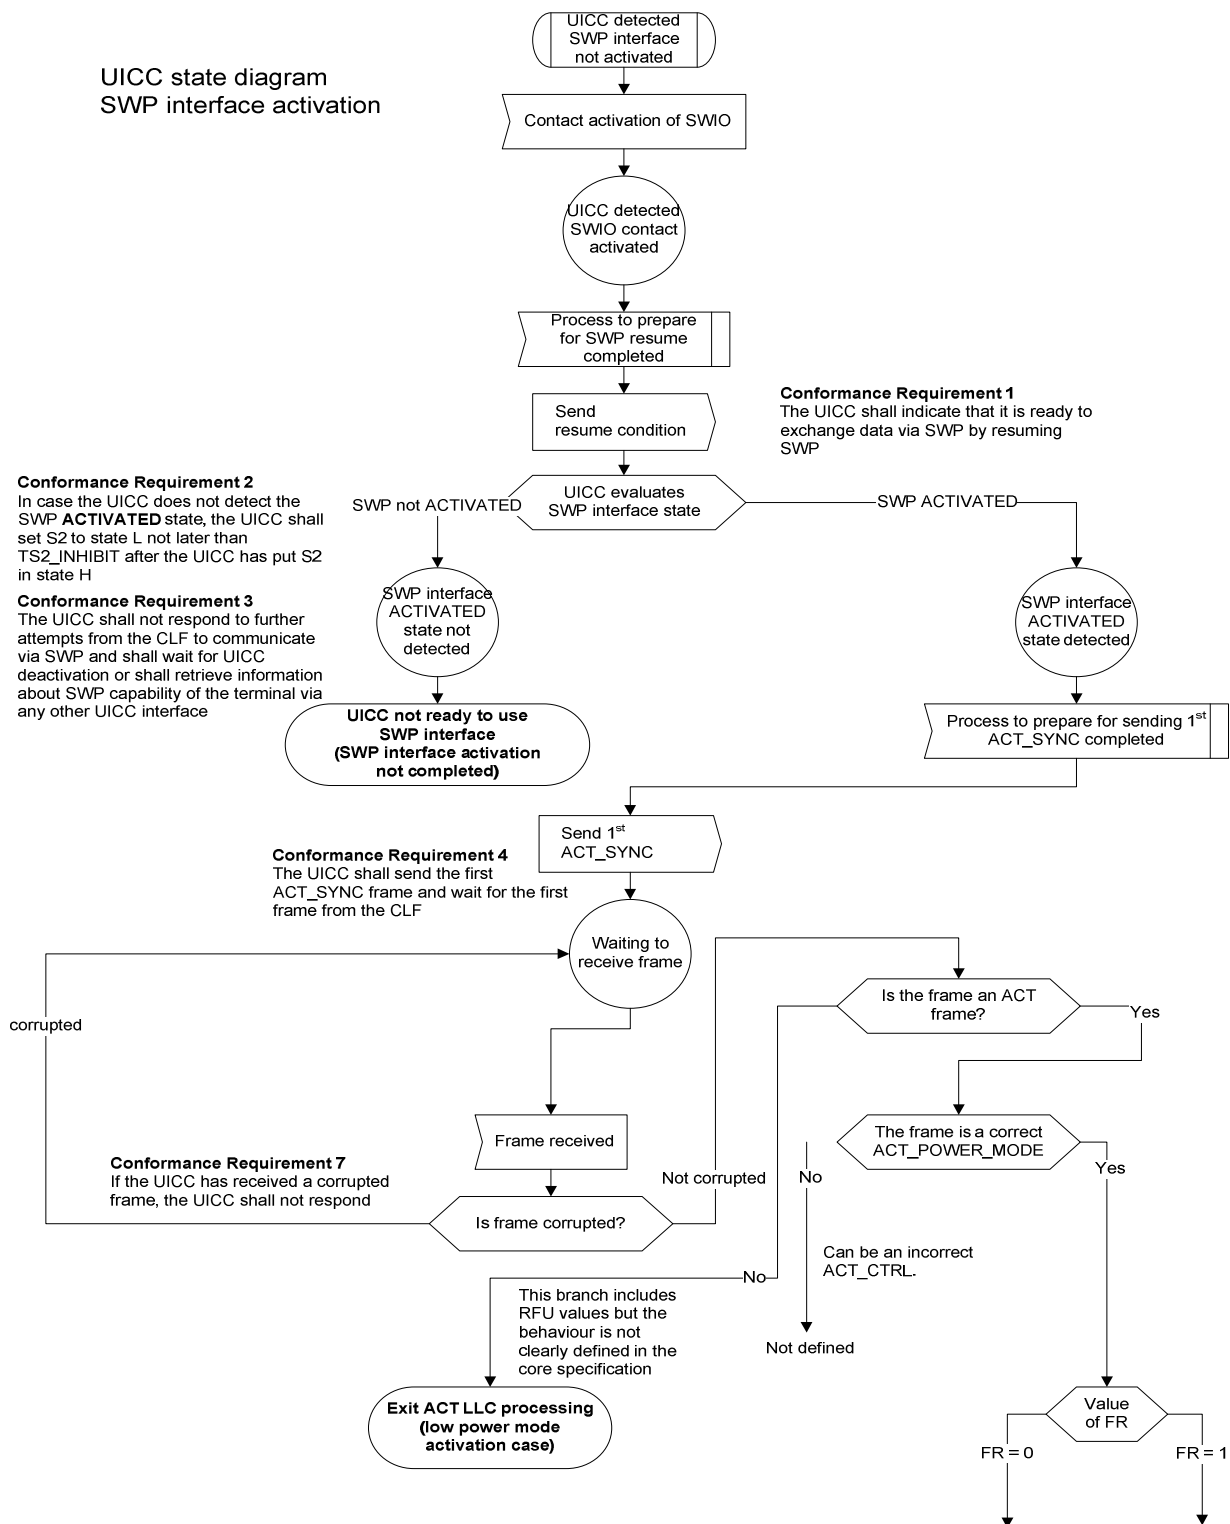 UICC detected
SWP interface
not activated
UICC state diagram
SWP interface activation
Contact activation of SWIO
UICC detected
SWIO contact
activated
Process to prepare
for SWP resume
completed
Send
resume condition
Conformance Requirement 1
The UICC shall indicate that it is ready to
exchange data via SWP by resuming
SWP
Conformance Requirement 2
In case the UICC does not detect the
SWP ACTIVATED state, the UICC shall
set S2 to state L not later than
TS2_INHIBIT after the UICC has put S2
in state H
SWP not ACTIVATED
UICC evaluates
SWP interface state
SWP ACTIVATED
Conformance Requirement 3
The UICC shall not respond to further
attempts from the CLF to communicate
via SWP and shall wait for UICC
deactivation or shall retrieve information
about SWP capability of the terminal via
any other UICC interface
SWP interface
ACTIVATED
state not
detected
SWP interface
ACTIVATED
state detected
UICC not ready to use
SWP interface
(SWP interface activation
not completed)
Process to prepare for sending 1st
ACT_SYNC completed
Send 1st
ACT_SYNC
Conformance Requirement 4
The UICC shall send the first
ACT_SYNC frame and wait for the first
frame from the CLF
Waiting to
receive frame
Is the frame an ACT
frame?
Yes
corrupted
Frame received
The frame is a correct
ACT_POWER_MODE
Conformance Requirement 7
If the UICC has received a corrupted
frame, the UICC shall not respond
Not corrupted
No
Yes
Is frame corrupted?
Can be an incorrect
ACT_CTRL.
No
This branch includes
RFU values but the
behaviour is not
clearly defined in the
core specification
Not defined
Exit ACT LLC processing
(low power mode
activation case)
Value
of FR
FR = 0
FR = 1